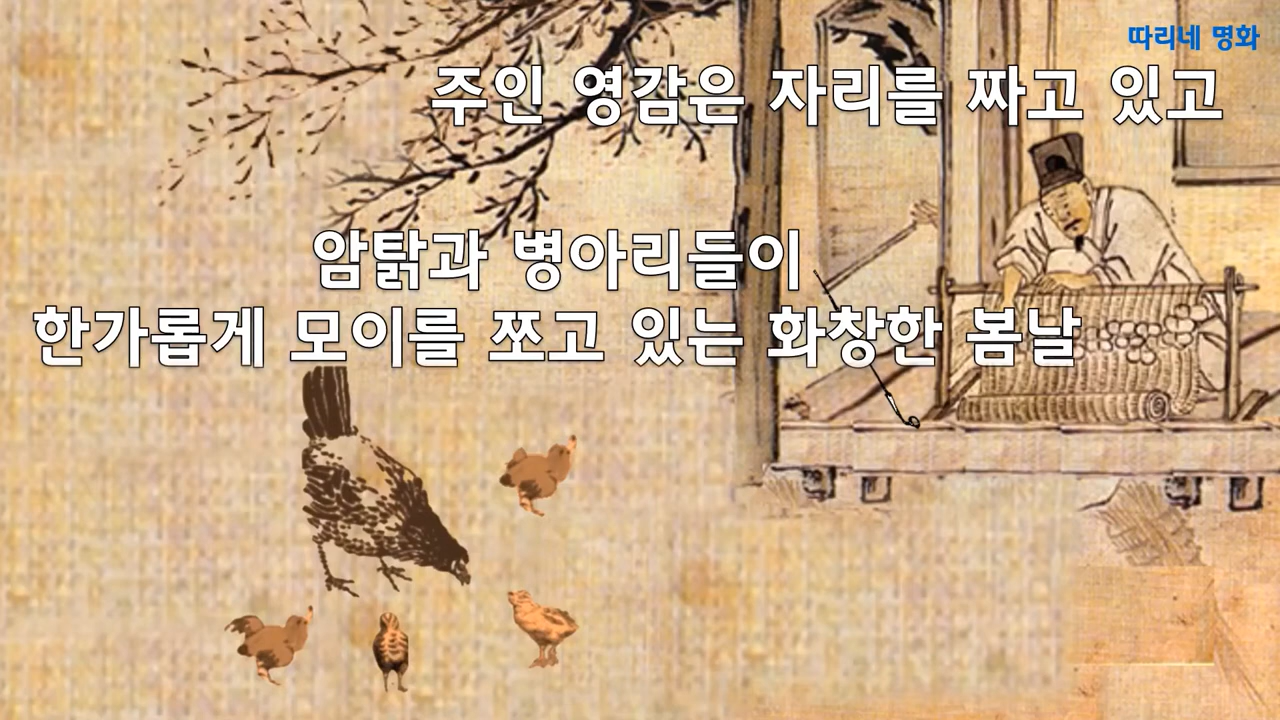 따리네 명화
주인 영감은 자리를 짜고 있고
암탉과 병아리들이
한가롭게 모이를 쪼고 있는 화창한 봄날